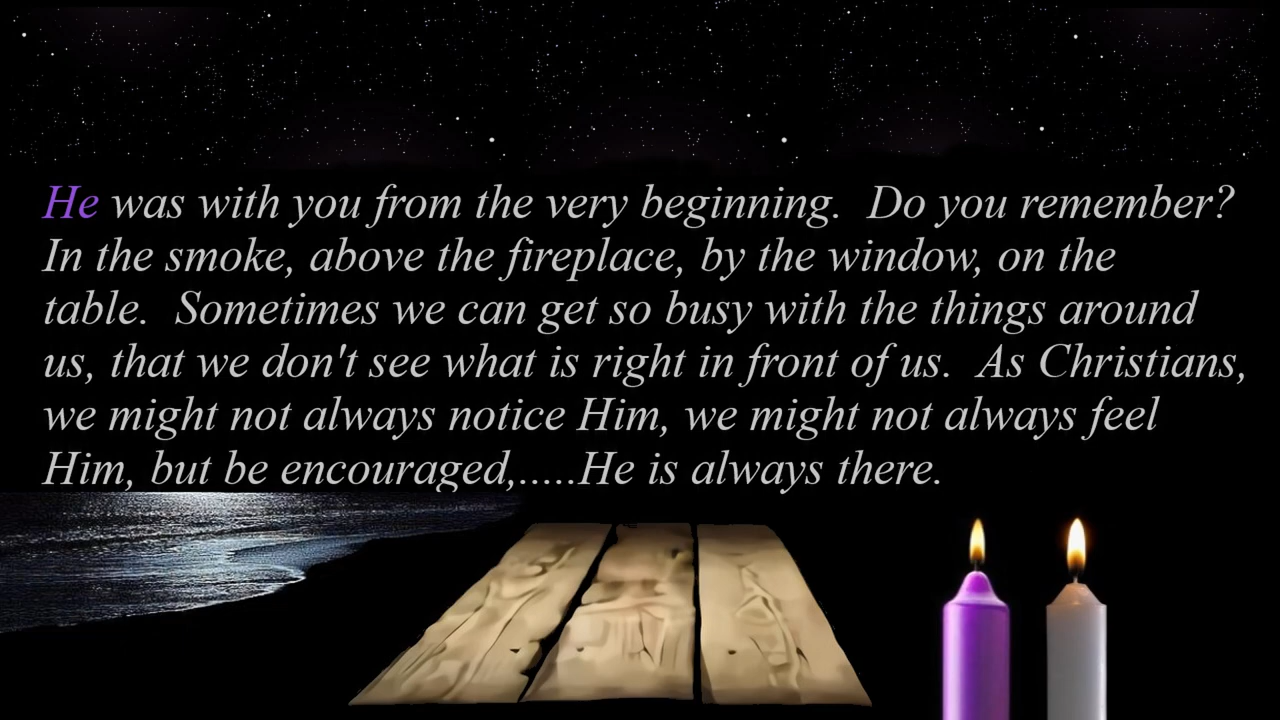 He was with you from the very beginning.  Do you remember?
In the smoke, above the fireplace, by the window, on the
table.  Sometimes we can get so busy with the things around
us, that we don't see what is right in front of us.  As Christians,
we might not always notice Him, we might not always feel
Him, but be encouraged,.....He is always there.